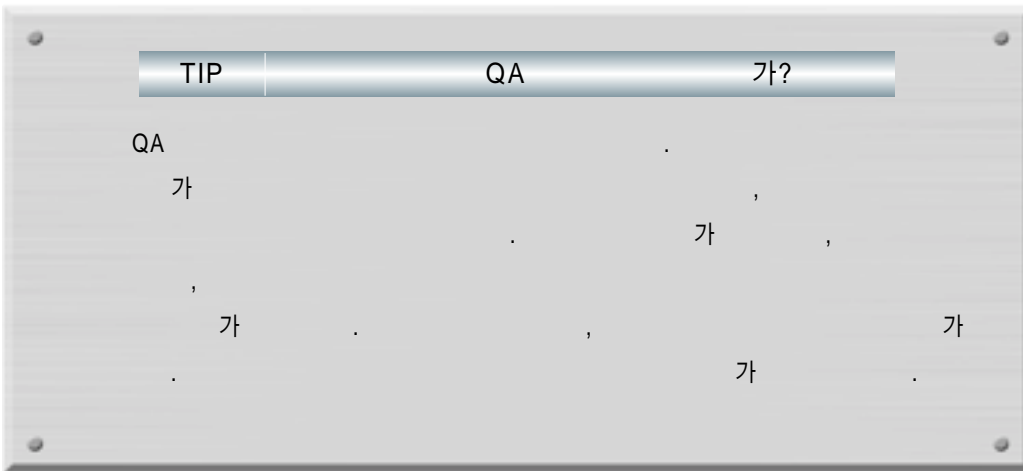 TIP QA 가?
QA .
가 ,
. 가 ,
,
가 . , 가
. 가 .